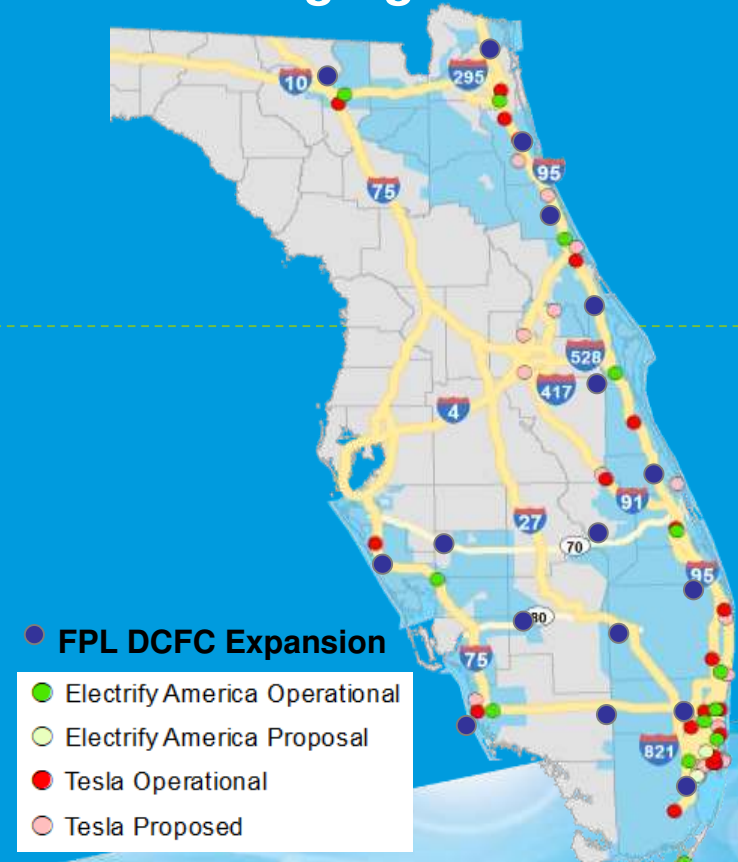 10
295
95
75
528
417
4
91
27
70
95
80
75
821
FPL DCFC Expansion
Electrify America Operational
Electrify America Proposal
Tesla Operational
Tesla Proposed